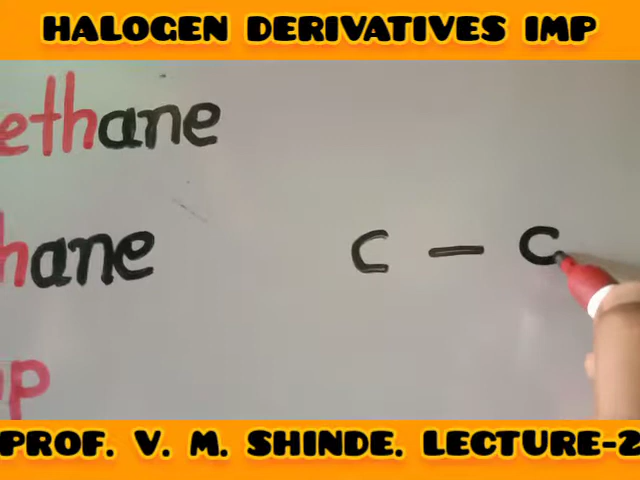 HALOGEN DERIVATIVES IMP
ethane
hane
C – C
p
PROF. V. M. SHINDE. LECTURE-2